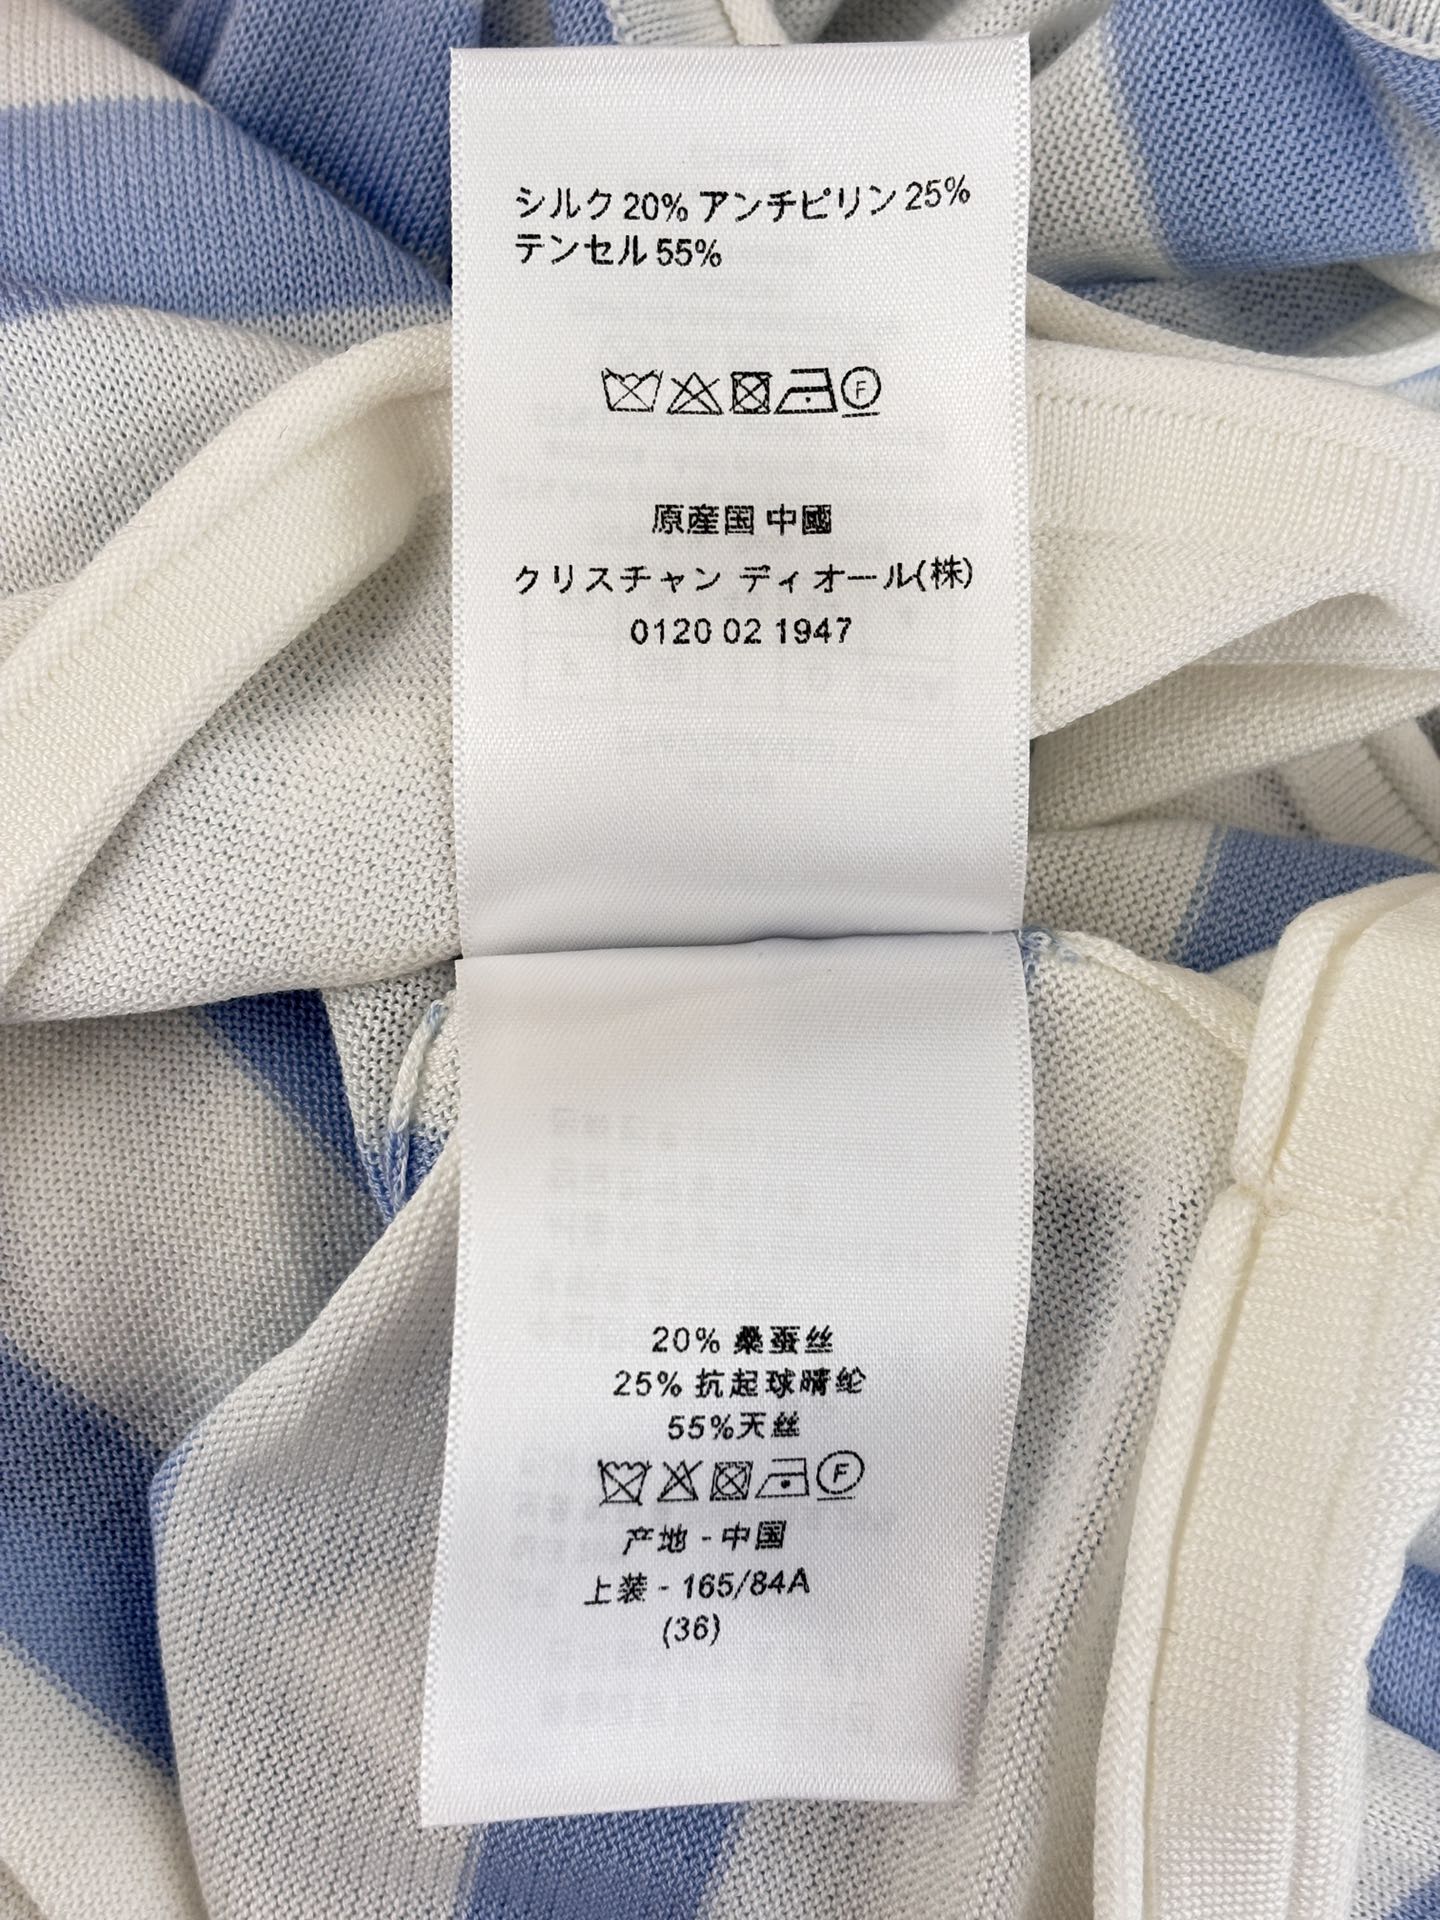 シルク 20% アンチピリン 25%
テンセル 55%
F
原産国 中國
クリスチャン ディオール(株)
0120 02 1947
20% 桑蚕丝
25% 抗起球晴纶
55%天丝
F
产地 - 中国
上装 - 165/84A
(36)